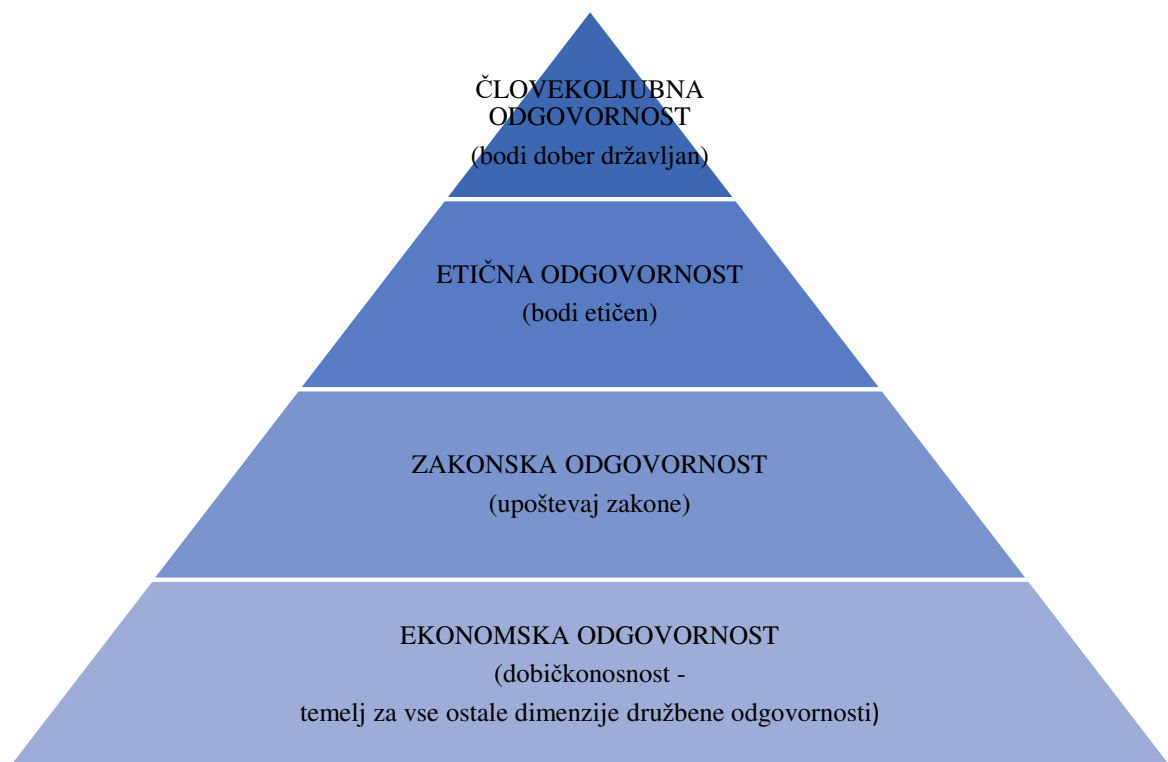 ČLOVEKOLJUBNA
ODGOVORNOST
(bodi dober državljan)
ETIČNA ODGOVORNOST
(bodi etičen)
ZAKONSKA ODGOVORNOST
(upoštevaj zakone)
EKONOMSKA ODGOVORNOST
(dobičkonosnost -
temelj za vse ostale dimenzije družbene odgovornosti)